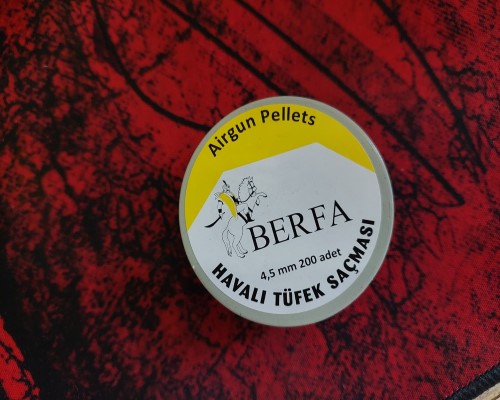 Airgun Pellets
BERFA
4,5 mm 200 adet
HAVALI TÜFEK SAÇMASI